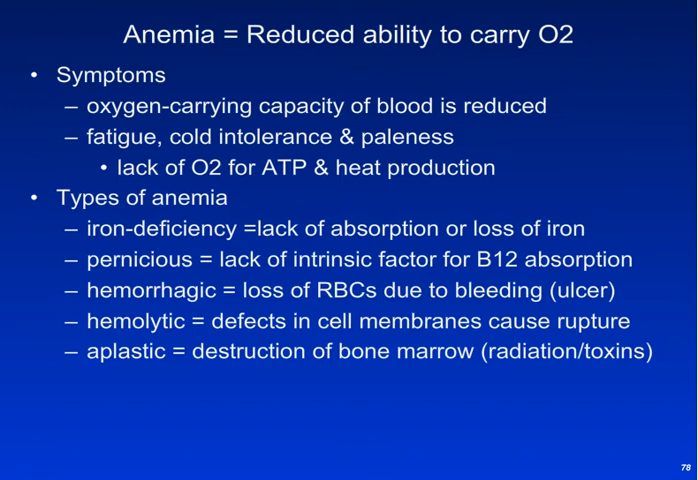 Anemia = Reduced ability to carry O2
• Symptoms
– oxygen-carrying capacity of blood is reduced
– fatigue, cold intolerance & paleness
• lack of O2 for ATP & heat production
• Types of anemia
– iron-deficiency =lack of absorption or loss of iron
– pernicious = lack of intrinsic factor for B12 absorption
– hemorrhagic = loss of RBCs due to bleeding (ulcer)
– hemolytic = defects in cell membranes cause rupture
– aplastic = destruction of bone marrow (radiation/toxins)
78